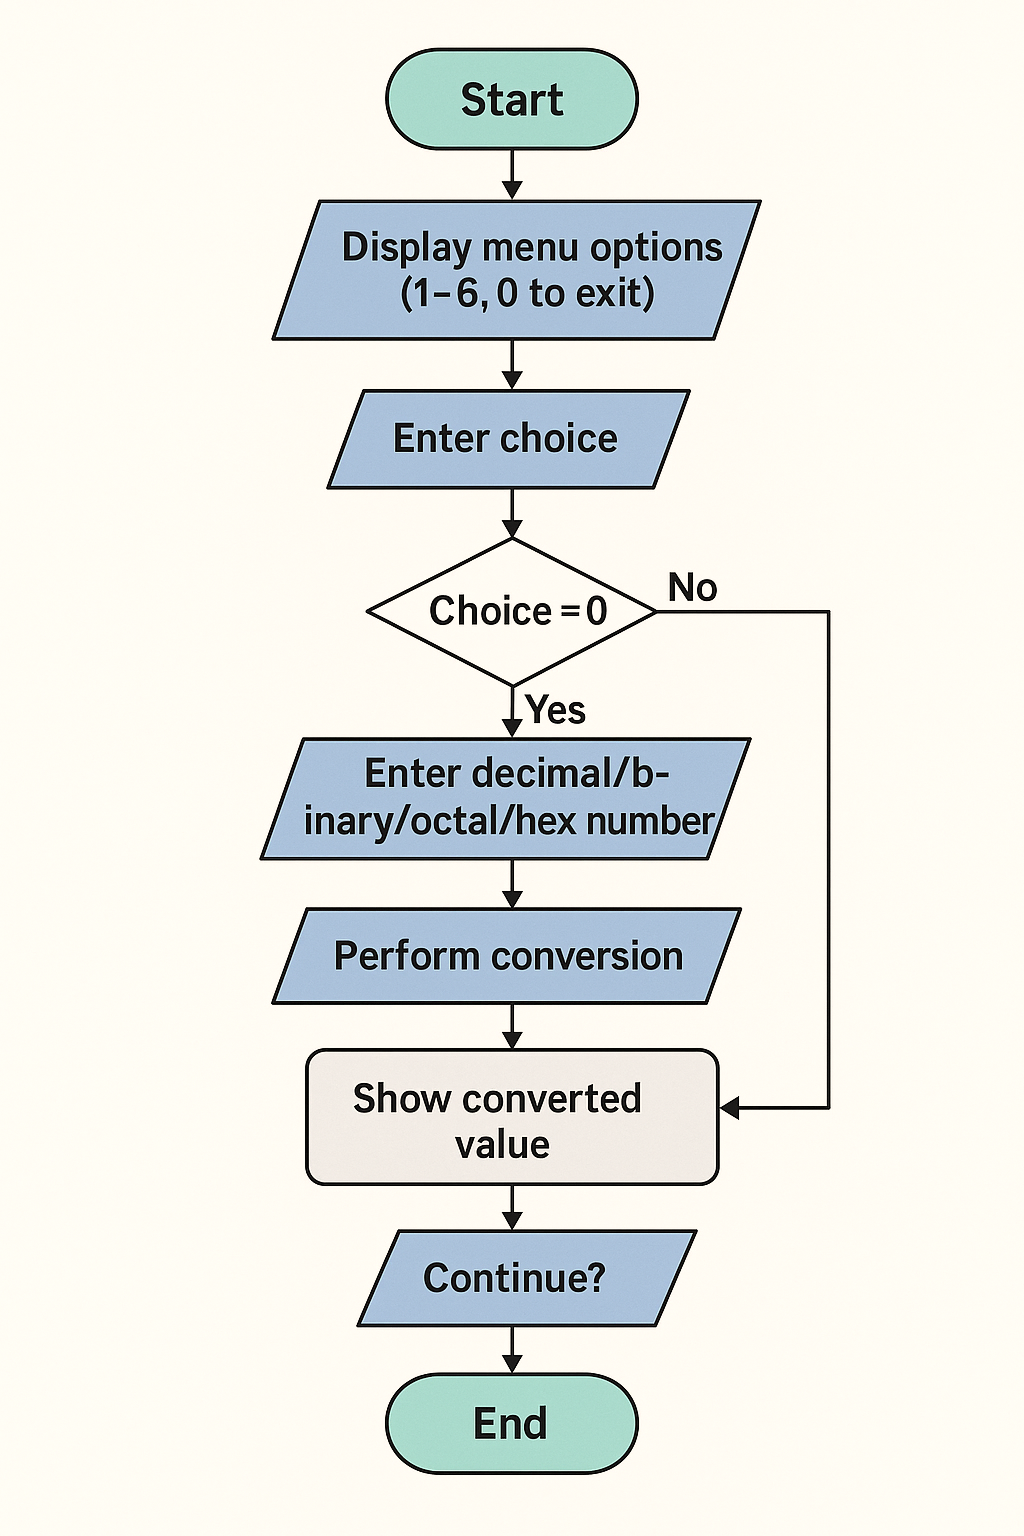 Start
Display menu options
(1–6, 0 to exit)
Enter choice
Choice = 0
No
Yes
Enter decimal/b-
inary/octal/hex number
Perform conversion
Show converted
value
Continue?
End